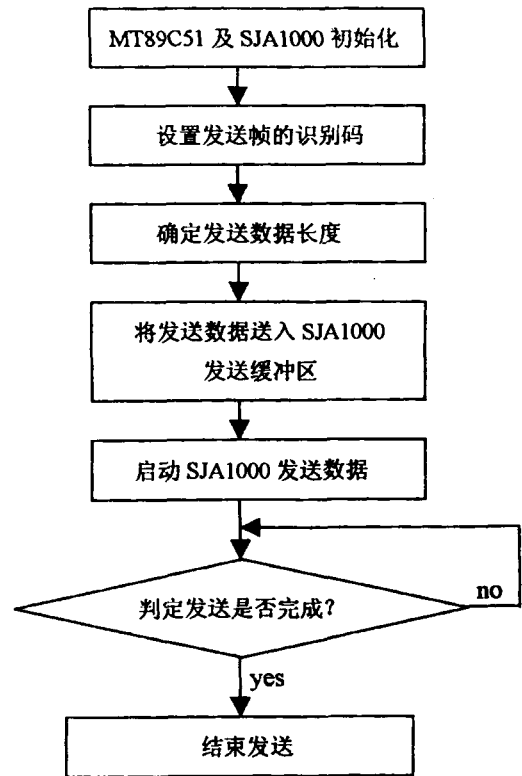 MT89C51 及 SJA1000 初始化
设置发送帧的识别码
确定发送数据长度
将发送数据送入 SJA1000
发送缓冲区
启动 SJA1000 发送数据
判定发送是否完成?
no
yes
结束发送